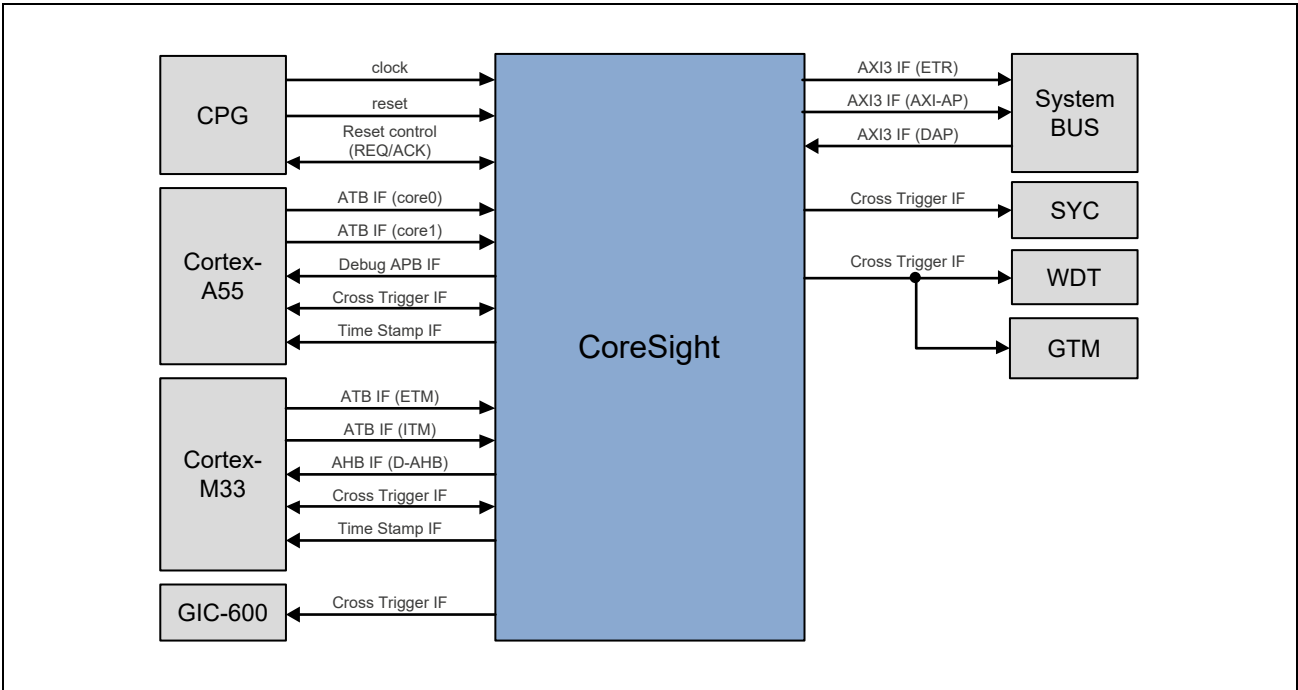 CPG
clock
reset
Reset control
(REQ/ACK)
Cortex-
A55
ATB IF (core0)
ATB IF (core1)
Debug APB IF
Cross Trigger IF
Time Stamp IF
Cortex-
M33
ATB IF (ETM)
ATB IF (ITM)
AHB IF (D-AHB)
Cross Trigger IF
Time Stamp IF
GIC-600
Cross Trigger IF
CoreSight
AXI3 IF (ETR)
AXI3 IF (AXI-AP)
AXI3 IF (DAP)
System
BUS
Cross Trigger IF
SYC
Cross Trigger IF
WDT
GTM